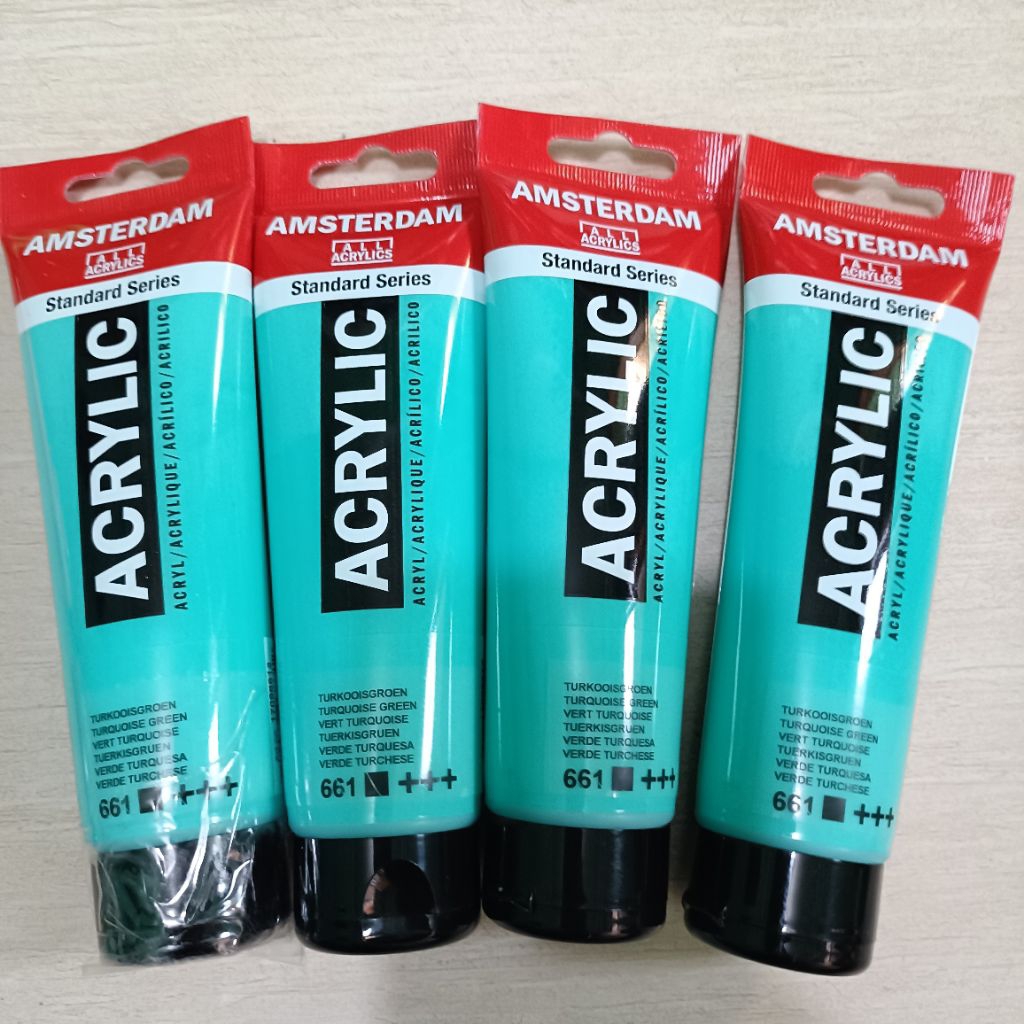 AMSTERDAM
ALL
ACRYLICS
Standard Series
ACRYLIC
ACRYL/ACRYLIQUE/ACRÍLICO/ACRILICO
TURKOOISGROEN
TURQUOISE GREEN
VERT TURQUOISE
TUERKISGRUEN
VERDE TURQUESA
VERDE TURCHESE
661 +++
AMSTERDAM
ALL
ACRYLICS
Standard Series
ACRYLIC
ACRYL/ACRYLIQUE/ACRÍLICO/ACRILICO
TURKOOISGROEN
TURQUOISE GREEN
VERT TURQUOISE
TUERKISGRUEN
VERDE TURQUESA
VERDE TURCHESE
661 +++
AMSTERDAM
ALL
ACRYLICS
Standard Series
ACRYLIC
ACRYL/ACRYLIQUE/ACRÍLICO/ACRILICO
TURKOOISGROEN
TURQUOISE GREEN
VERT TURQUOISE
TUERKISGRUEN
VERDE TURQUESA
VERDE TURCHESE
661 +++
AMSTERDAM
ALL
ACRYLICS
Standard Series
ACRYLIC
ACRYL/ACRYLIQUE/ACRÍLICO/ACRILICO
TURKOOISGROEN
TURQUOISE GREEN
VERT TURQUOISE
TUERKISGRUEN
VERDE TURQUESA
VERDE TURCHESE
661 +++